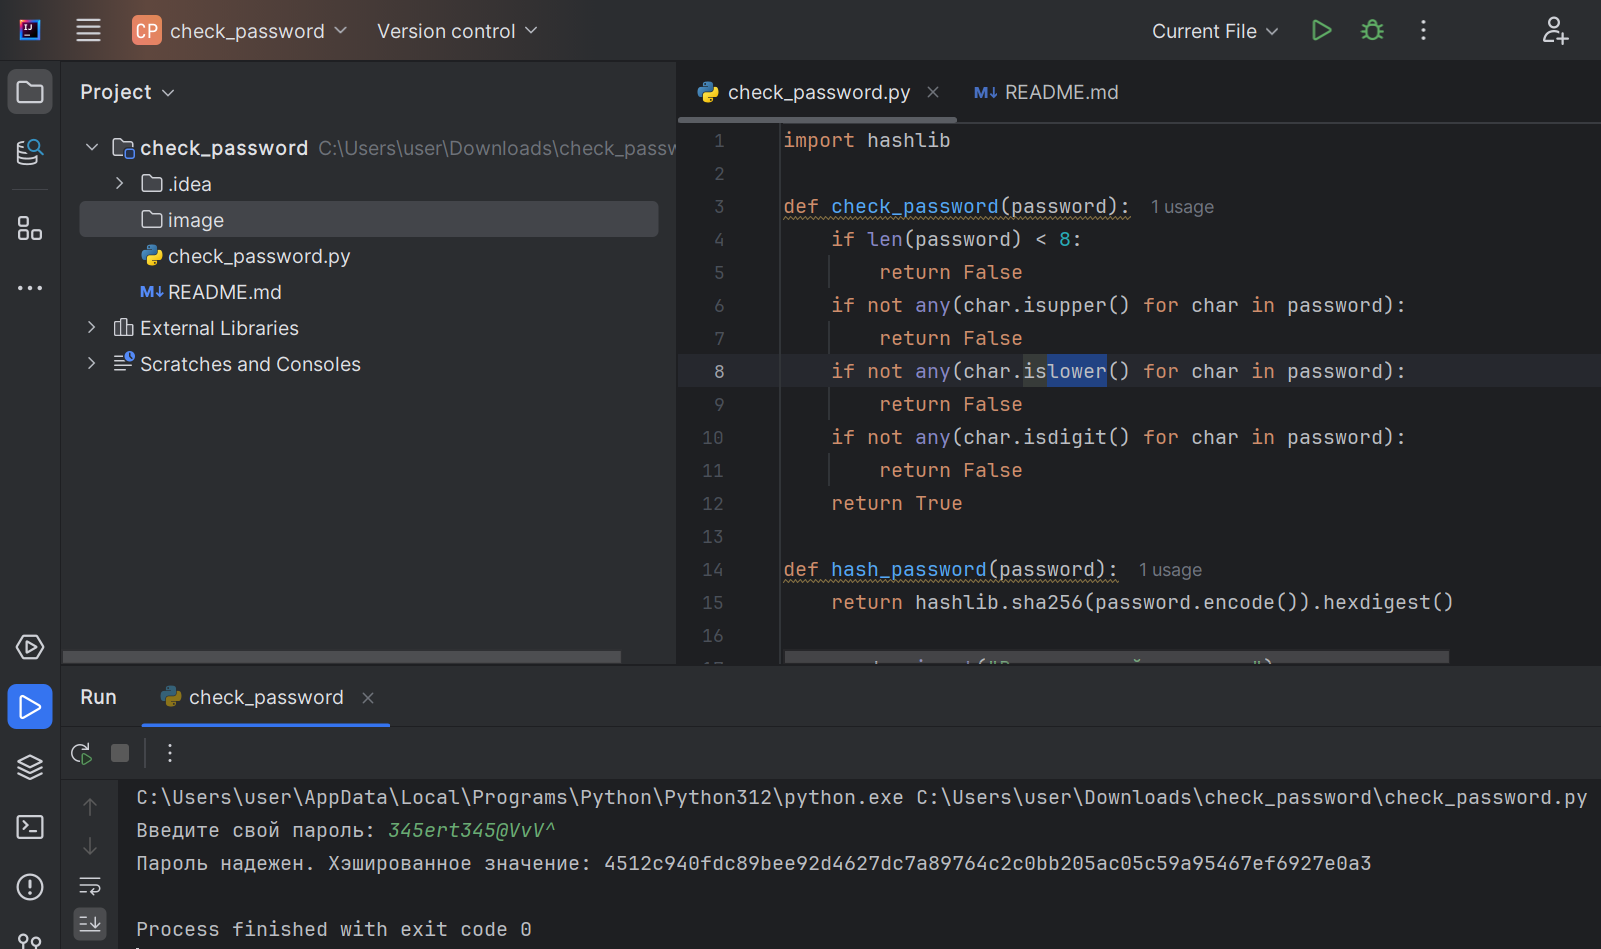 CP check_password Version control Current File
Project
check_password C:\Users\user\Downloads\check_passw
.idea
image
check_password.py
README.md
External Libraries
Scratches and Consoles
check_password.py README.md
1 import hashlib
2
3 def check_password(password): 1 usage
4 if len(password) < 8:
5 return False
6 if not any(char.isupper() for char in password):
7 return False
8 if not any(char.islower() for char in password):
9 return False
10 if not any(char.isdigit() for char in password):
11 return False
12 return True
13
14 def hash_password(password): 1 usage
15 return hashlib.sha256(password.encode()).hexdigest()
16
Run check_password
C:\Users\user\AppData\Local\Programs\Python\Python312\python.exe C:\Users\user\Downloads\check_password\check_password.py
Введите свой пароль: 345ert345@VvV^
Пароль надежен. Хэшированное значение: 4512c940fdc89bee92d4627dc7a89764c2c0bb205ac05c59a95467ef6927e0a3
Process finished with exit code 0